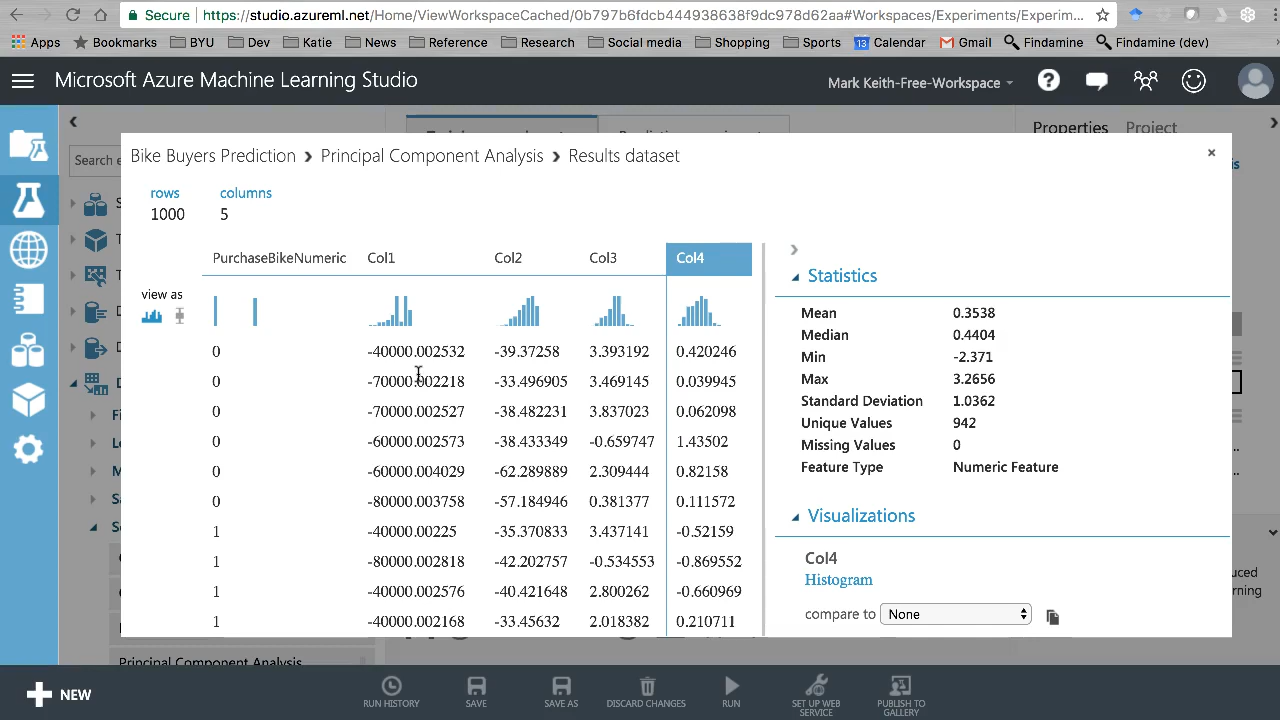 Secure https://studio.azureml.net/Home/ViewWorkspaceCached/0b797b6fdcb444938638f9dc978d62aa#Workspaces/Experiments/Experim...
Apps Bookmarks BYU Dev Katie News Reference Research Social media Shopping Sports 13 Calendar Gmail Findamine Findamine (dev)
Microsoft Azure Machine Learning Studio
Mark Keith-Free-Workspace
Properties Project
Search e
Bike Buyers Prediction > Principal Component Analysis > Results dataset
rows columns
1000 5
PurchaseBikeNumeric Col1 Col2 Col3 Col4
view as
0 -40000.002532 -39.37258 3.393192 0.420246
0 -70000.002218 -33.496905 3.469145 0.039945
0 -70000.002527 -38.482231 3.837023 0.062098
0 -60000.002573 -38.433349 -0.659747 1.43502
0 -60000.004029 -62.289889 2.309444 0.82158
0 -80000.003758 -57.184946 0.381377 0.111572
1 -40000.00225 -35.370833 3.437141 -0.52159
1 -80000.002818 -42.202757 -0.534553 -0.869552
1 -40000.002576 -40.421648 2.800262 -0.660969
1 -40000.002168 -33.45632 2.018382 0.210711
Statistics
Mean 0.3538
Median 0.4404
Min -2.371
Max 3.2656
Standard Deviation 1.0362
Unique Values 942
Missing Values 0
Feature Type Numeric Feature
Visualizations
Col4
Histogram
compare to None
Principal Component Analysis
NEW
RUN HISTORY
SAVE
SAVE AS
DISCARD CHANGES
RUN
SET UP WEB
SERVICE
PUBLISH TO
GALLERY